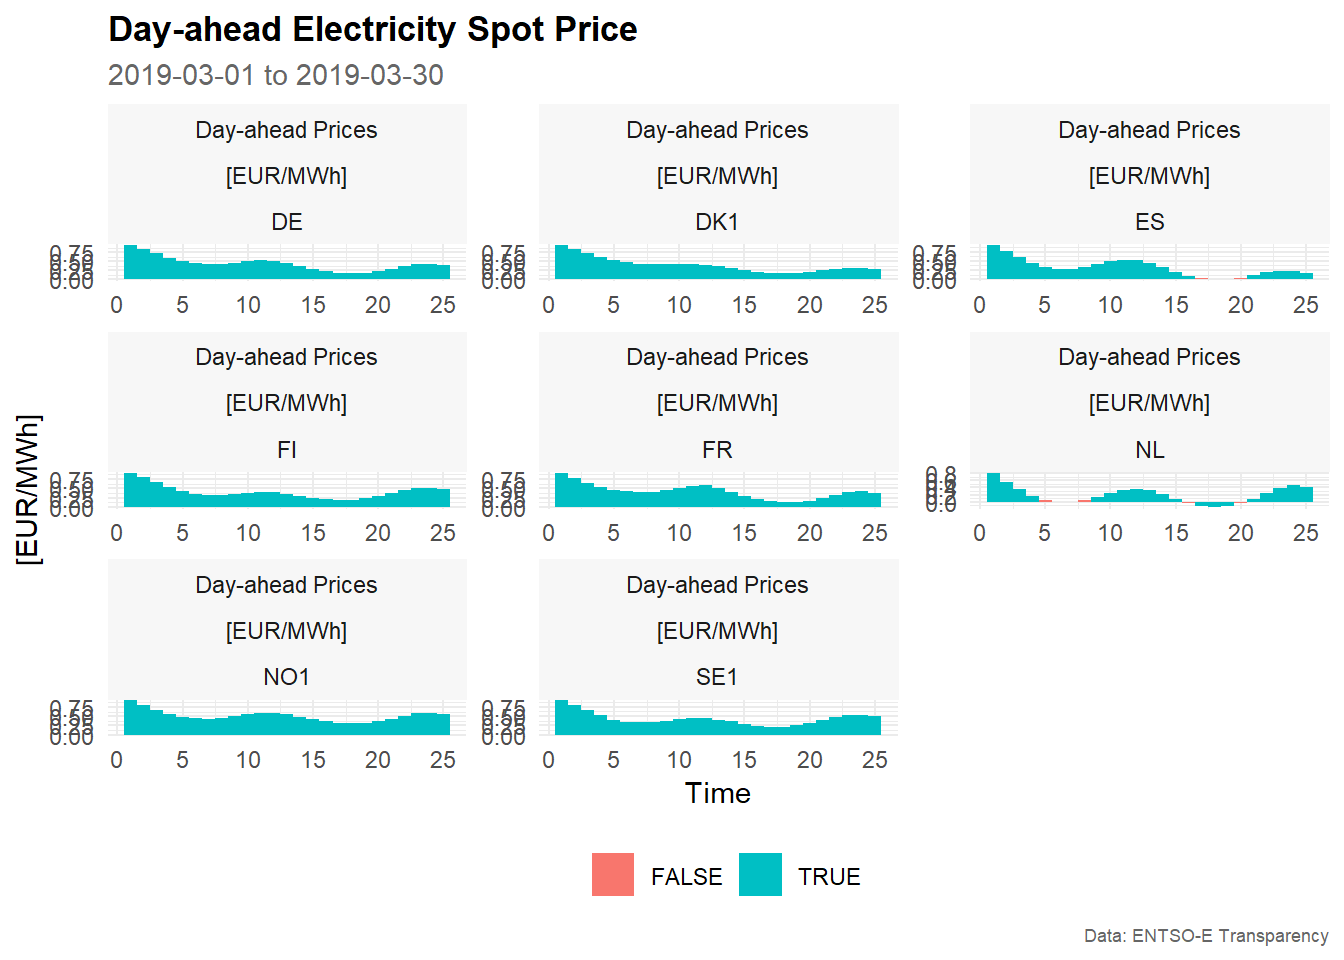 Day-ahead Electricity Spot Price
2019-03-01 to 2019-03-30
Day-ahead Prices
[EUR/MWh]
DE
0.75
0.50
0.25
0.00
0 5 10 15 20 25
Day-ahead Prices
[EUR/MWh]
DK1
0.75
0.50
0.25
0.00
0 5 10 15 20 25
Day-ahead Prices
[EUR/MWh]
ES
0.75
0.50
0.25
0.00
0 5 10 15 20 25
Day-ahead Prices
[EUR/MWh]
FI
0.75
0.50
0.25
0.00
0 5 10 15 20 25
Day-ahead Prices
[EUR/MWh]
FR
0.75
0.50
0.25
0.00
0 5 10 15 20 25
Day-ahead Prices
[EUR/MWh]
NL
0.8
0.6
0.4
0.2
0.0
0 5 10 15 20 25
Day-ahead Prices
[EUR/MWh]
NO1
0.75
0.50
0.25
0.00
0 5 10 15 20 25
Day-ahead Prices
[EUR/MWh]
SE1
0.75
0.50
0.25
0.00
0 5 10 15 20 25
[EUR/MWh]
Time
FALSE TRUE
Data: ENTSO-E Transparency